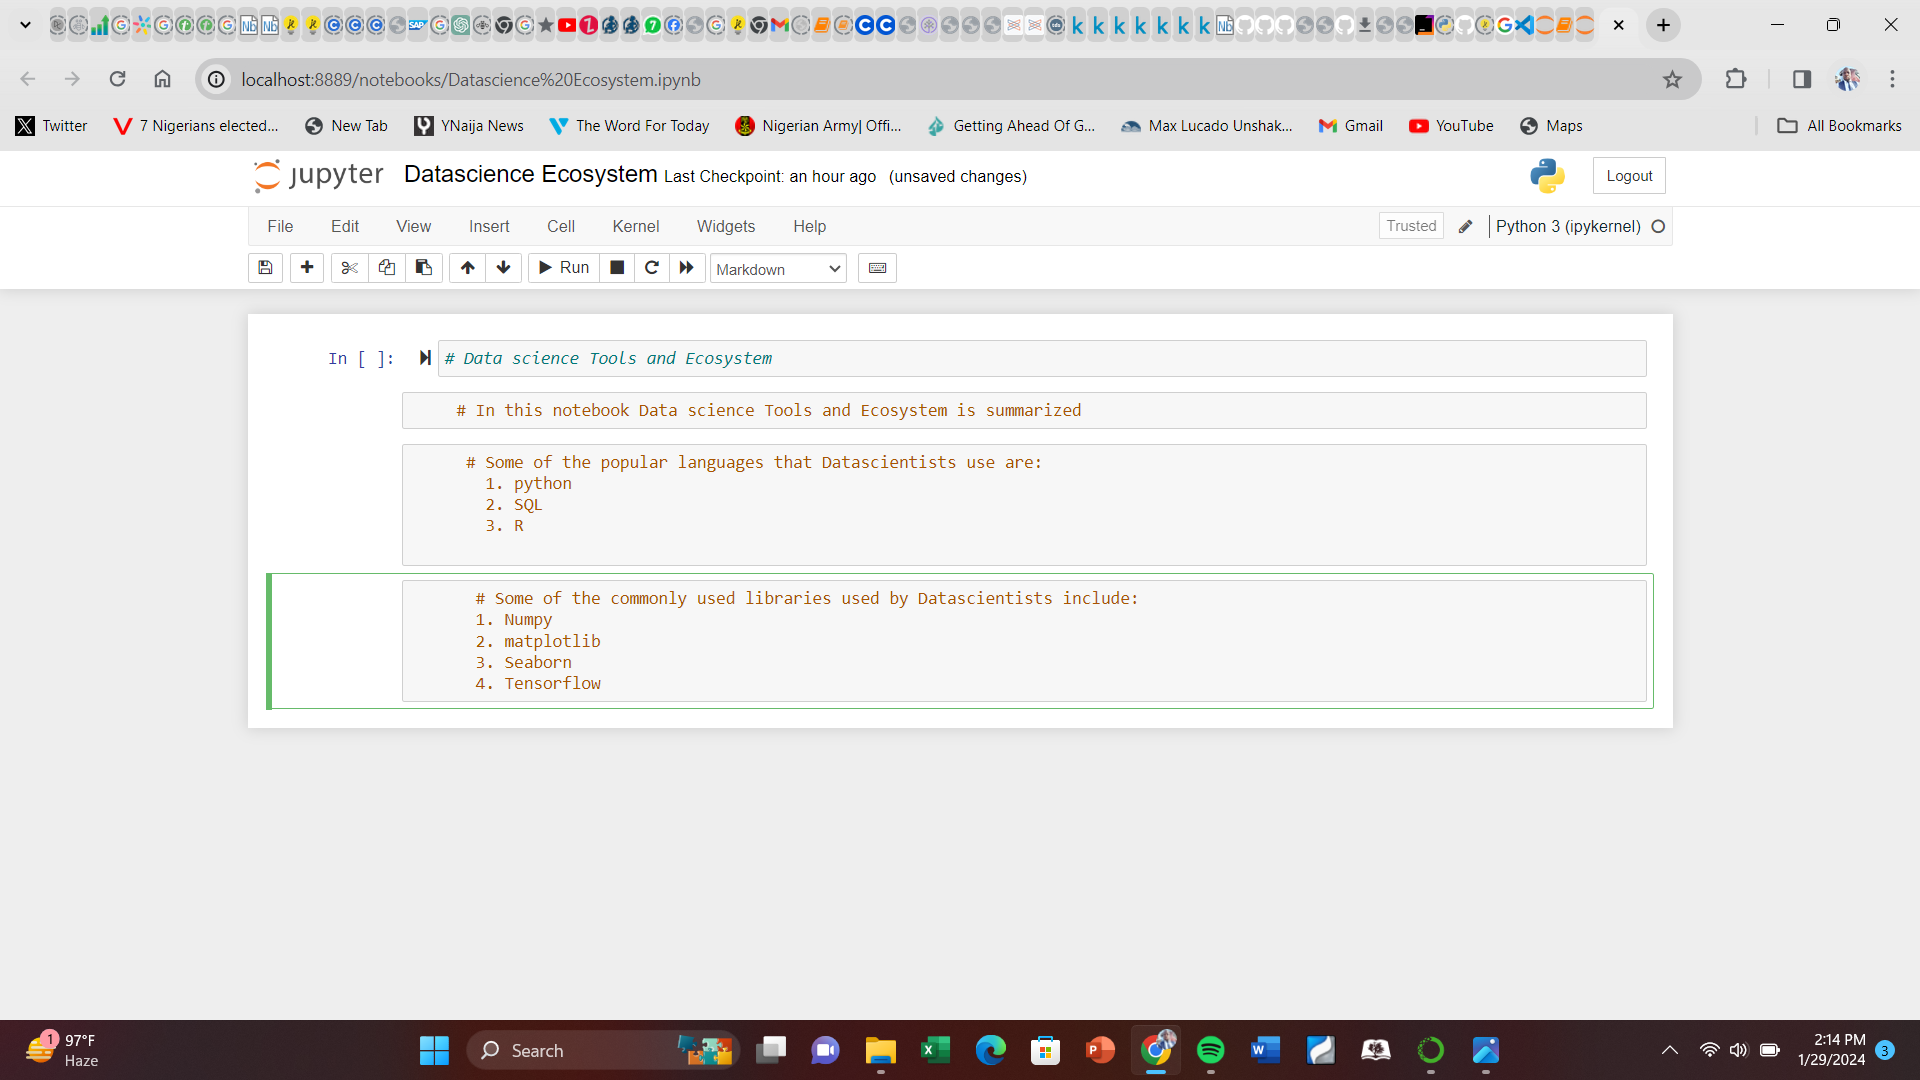 localhost:8889/notebooks/Datascience%20Ecosystem.ipynb
Twitter
7 Nigerians elected...
New Tab
YNaija News
The Word For Today
Nigerian Army| Offi...
Getting Ahead Of G...
Max Lucado Unshak...
Gmail
YouTube
Maps
All Bookmarks
jupyter
Datascience Ecosystem Last Checkpoint: an hour ago (unsaved changes)
Logout
File Edit View Insert Cell Kernel Widgets Help
Trusted
Python 3 (ipykernel)
Run
Markdown
In [ ]:
# Data science Tools and Ecosystem
# In this notebook Data science Tools and Ecosystem is summarized
# Some of the popular languages that Datascientists use are:
1. python
2. SQL
3. R
# Some of the commonly used libraries used by Datascientists include:
1. Numpy
2. matplotlib
3. Seaborn
4. Tensorflow
1
97°F
Haze
Search
2:14 PM
1/29/2024
3